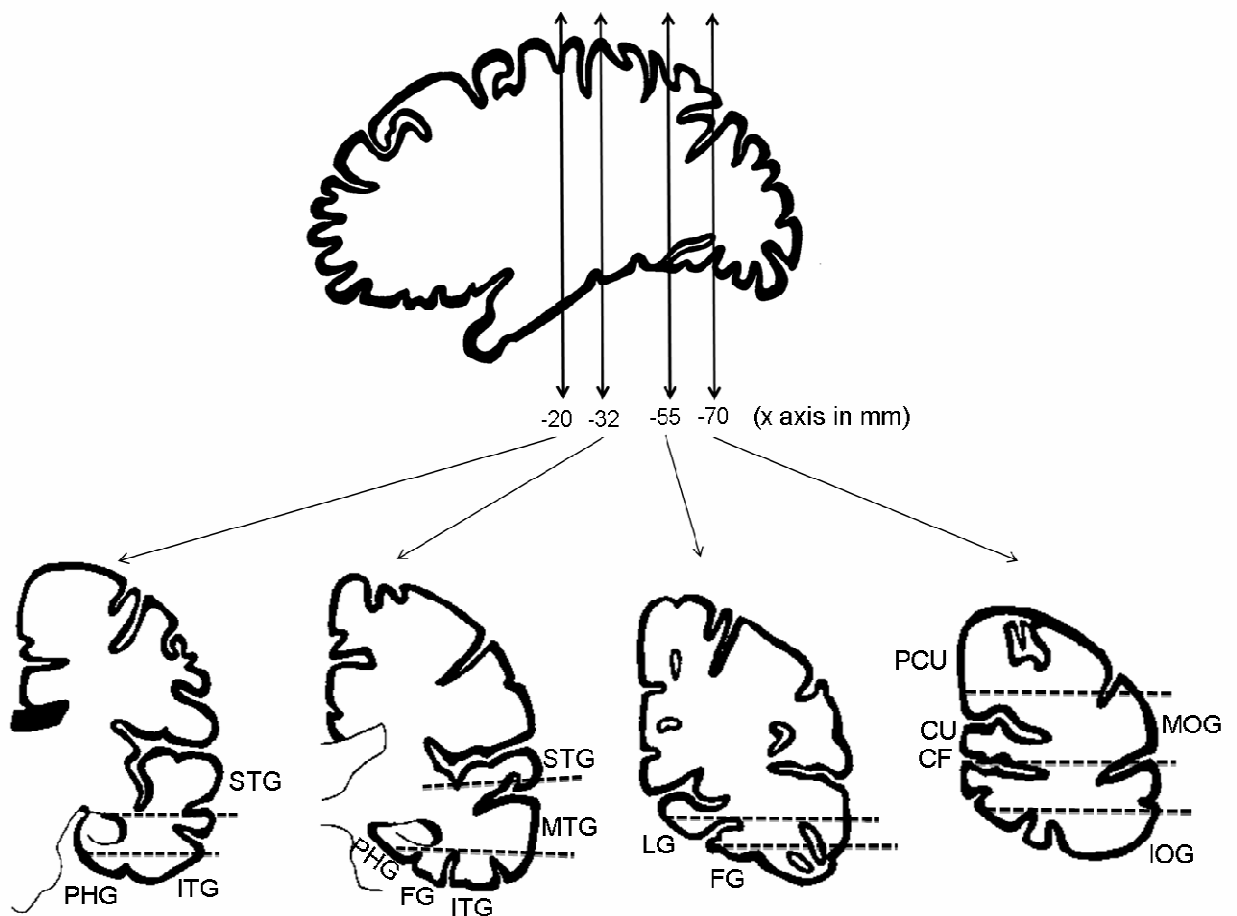 -20 -32 -55 -70 (x axis in mm)
STG
PHG
ITG
STG
MTG
PHG
FG
ITG
LG
FG
PCU
CU
CF
MOG
IOG